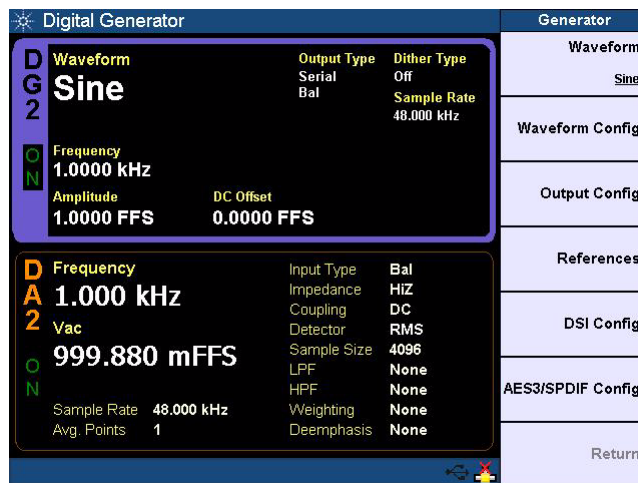 Digital Generator
Generator
DG2
ON
Waveform
Sine
Output Type
Serial
Bal
Dither Type
Off
Sample Rate
48.000 kHz
Frequency
1.0000 kHz
Amplitude
1.0000 FFS
DC Offset
0.0000 FFS
DA2
ON
Frequency
1.000 kHz
Vac
999.880 mFFS
Sample Rate 48.000 kHz
Avg. Points 1
Input Type Bal
Impedance HiZ
Coupling DC
Detector RMS
Sample Size 4096
LPF None
HPF None
Weighting None
Deemphasis None
Waveform
Sine
Waveform Config
Output Config
References
DSI Config
AES3/SPDIF Config
Return